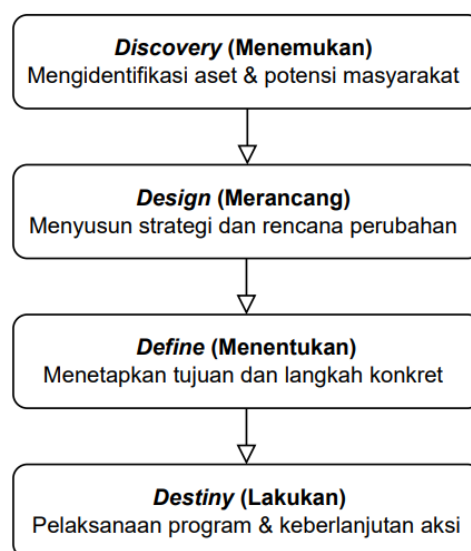 Discovery (Menemukan)
Mengidentifikasi aset & potensi masyarakat
Design (Merancang)
Menyusun strategi dan rencana perubahan
Define (Menentukan)
Menetapkan tujuan dan langkah konkret
Destiny (Lakukan)
Pelaksanaan program & keberlanjutan aksi